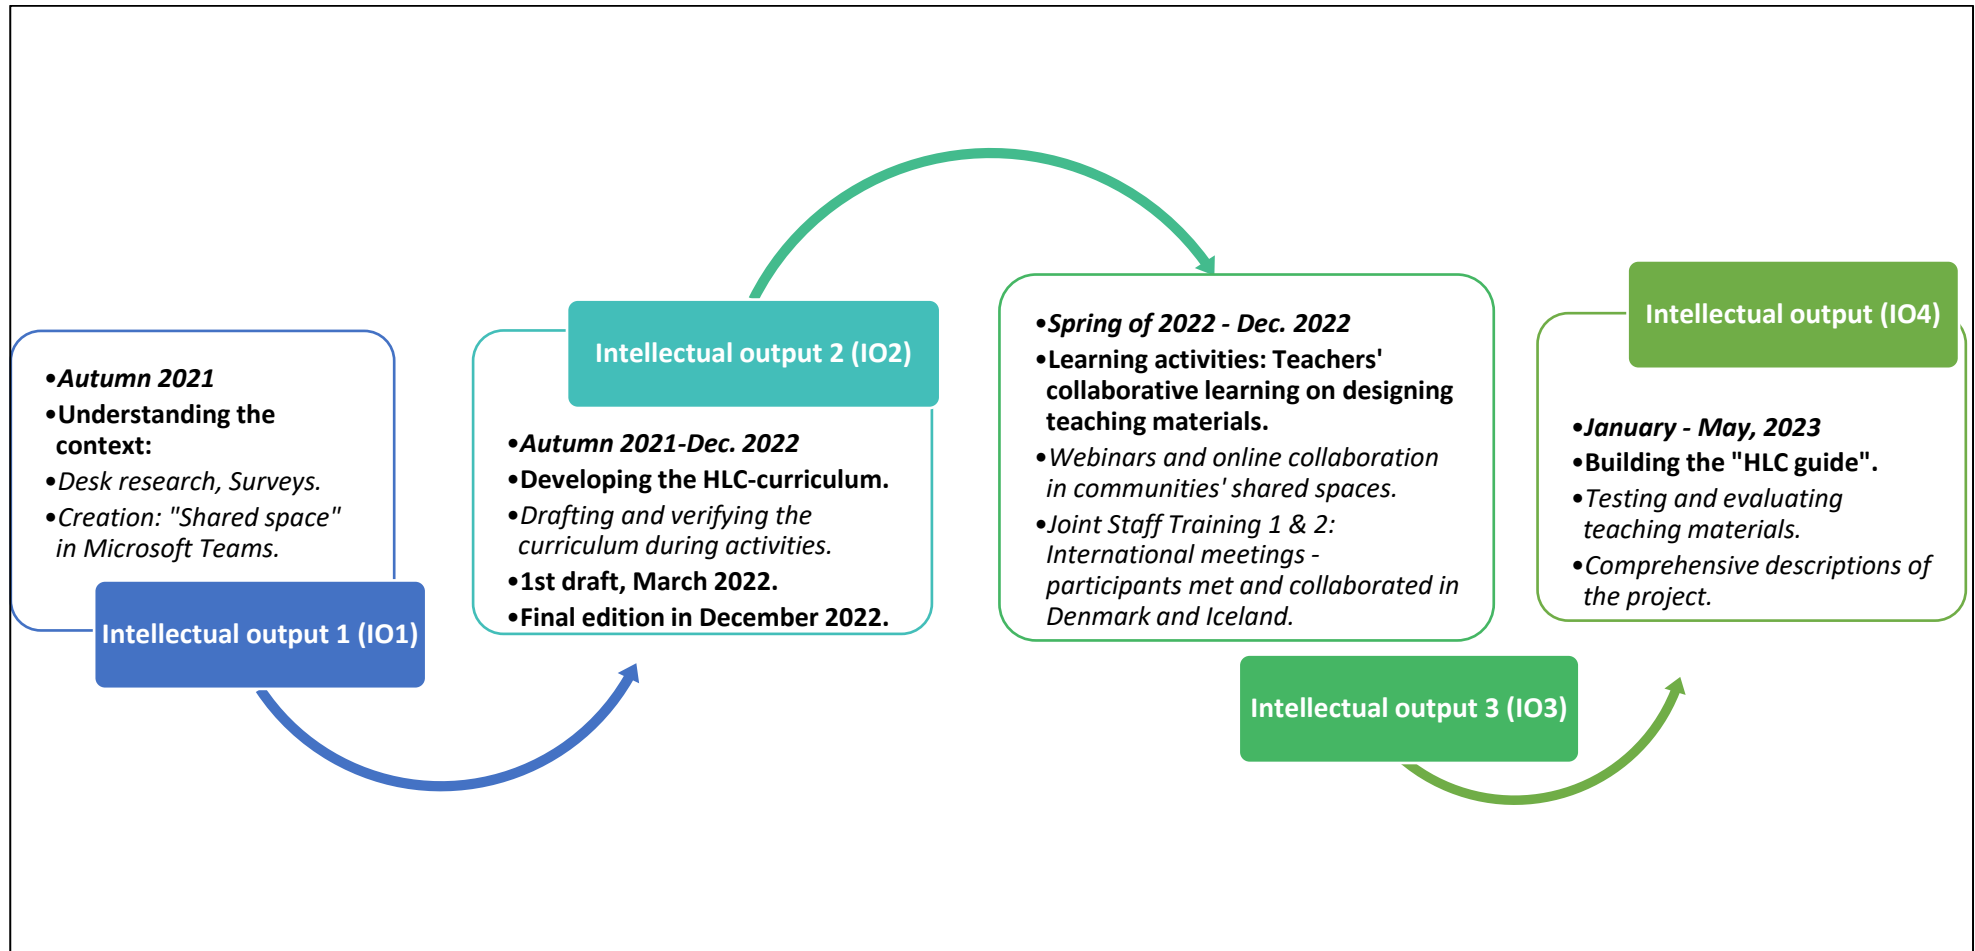 •Autumn 2021
•Understanding the
context:
•Desk research, Surveys.
•Creation: "Shared space"
in Microsoft Teams.
Intellectual output 1 (IO1)
Intellectual output 2 (IO2)
•Autumn 2021-Dec. 2022
•Developing the HLC-curriculum.
•Drafting and verifying the
curriculum during activities.
•1st draft, March 2022.
•Final edition in December 2022.
•Spring of 2022 - Dec. 2022
•Learning activities: Teachers'
collaborative learning on designing
teaching materials.
•Webinars and online collaboration
in communities' shared spaces.
•Joint Staff Training 1 & 2:
International meetings -
participants met and collaborated in
Denmark and Iceland.
Intellectual output 3 (IO3)
Intellectual output (IO4)
•January - May, 2023
•Building the "HLC guide".
•Testing and evaluating
teaching materials.
•Comprehensive descriptions of
the project.